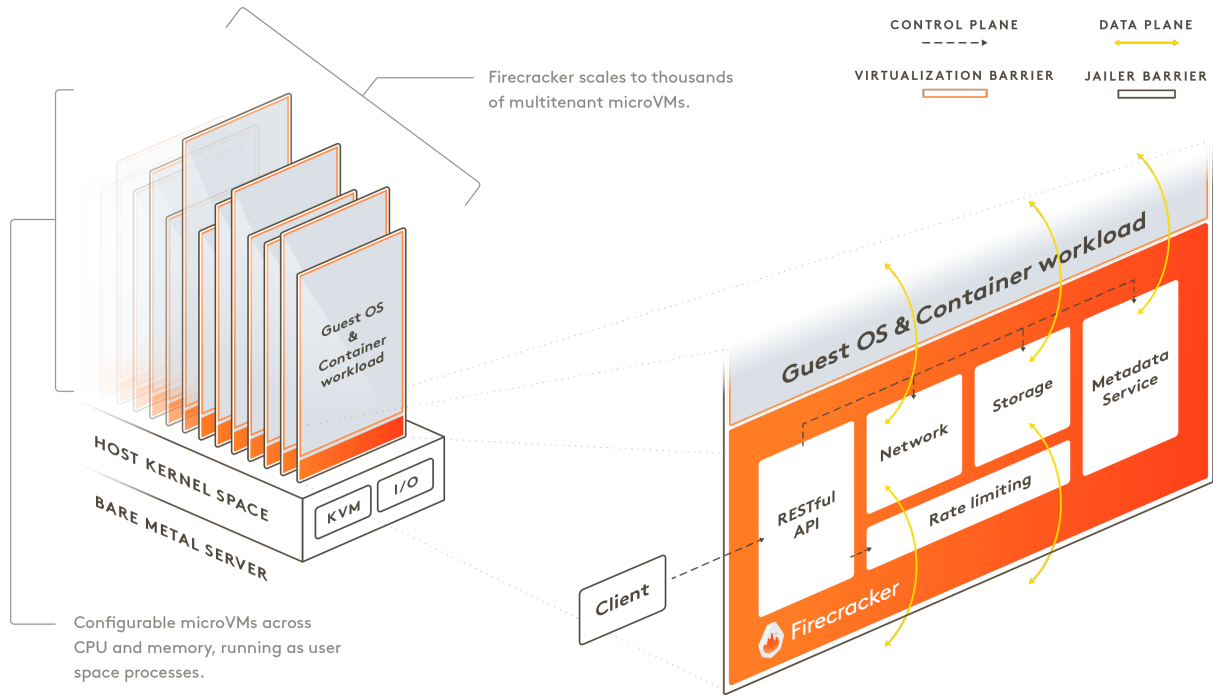 CONTROL PLANE
DATA PLANE
VIRTUALIZATION BARRIER
JAILER BARRIER
Firecracker scales to thousands
of multitenant microVMs.
Guest OS
&
Container
workload
HOST KERNEL SPACE
KVM
I/O
BARE METAL SERVER
Configurable microVMs across
CPU and memory, running as user
space processes.
Guest OS & Container workload
RESTful
API
Network
Storage
Metadata
Service
Rate limiting
Client
Firecracker